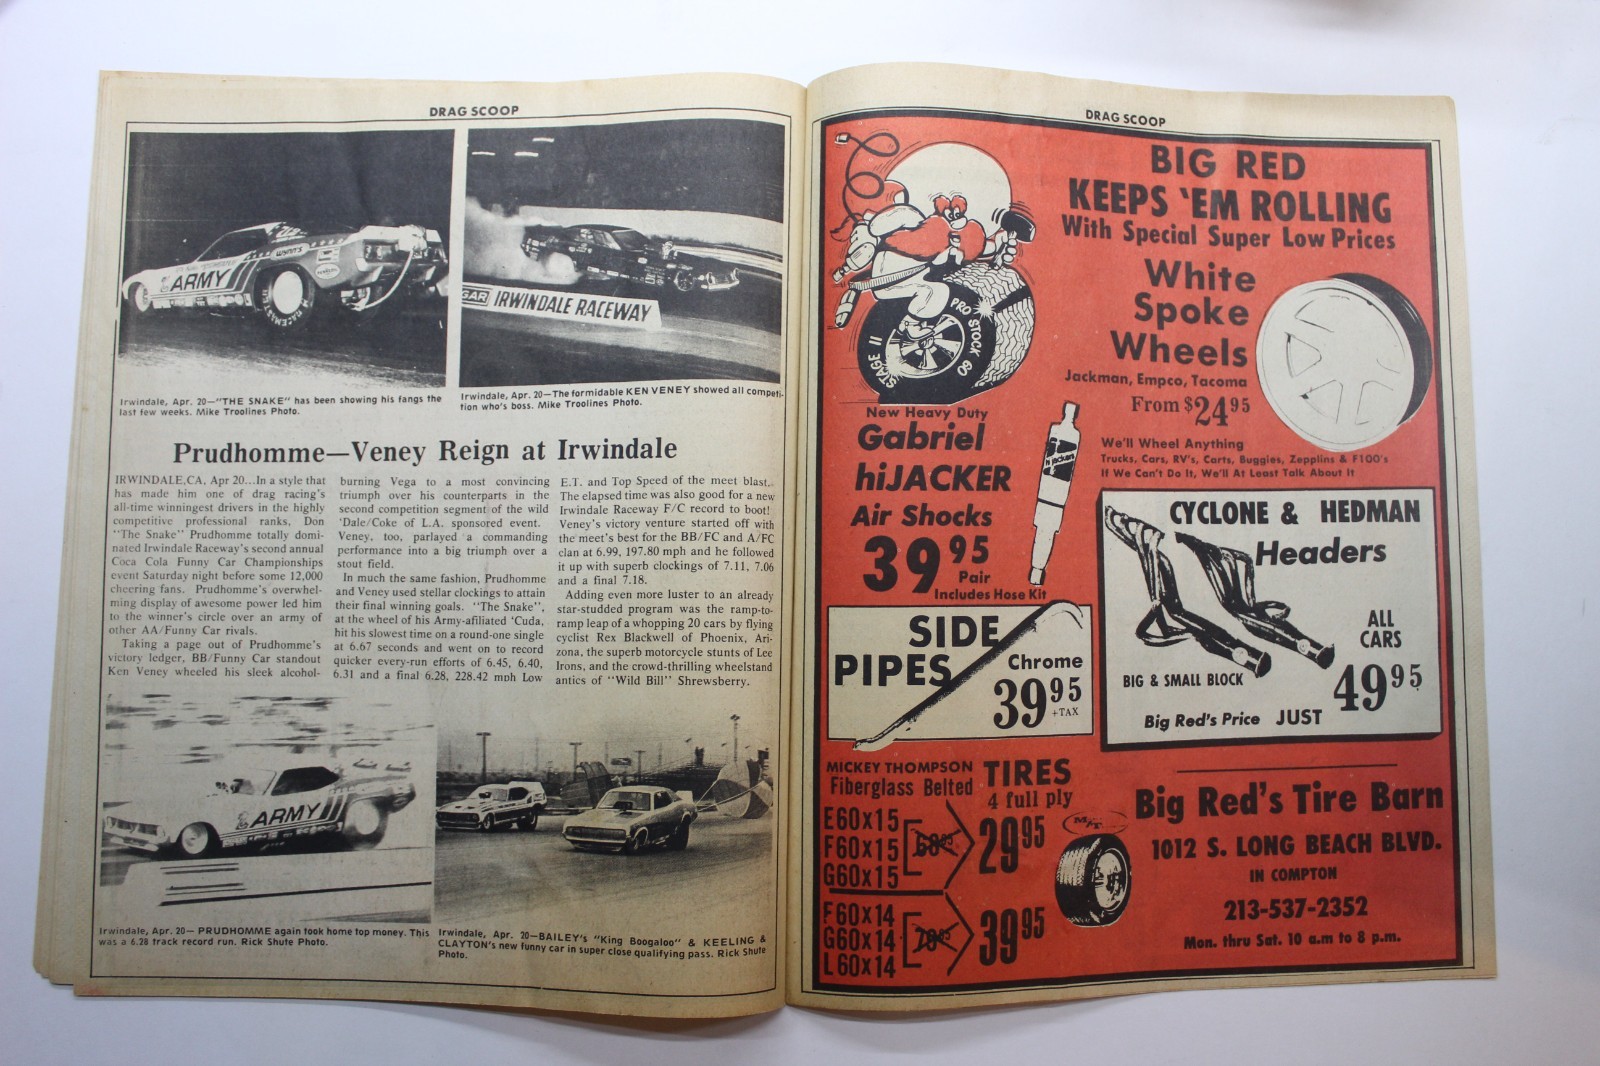 DRAG SCOOP
ARMY
WYNN'S
GAR IRWINDALE RACEWAY
Irwindale, Apr. 20—"THE SNAKE" has been showing his fangs the
last few weeks. Mike Troolines Photo.
Irwindale, Apr. 20—The formidable KEN VENEY showed all competi-
tion who's boss. Mike Troolines Photo.
Prudhomme—Veney Reign at Irwindale
IRWINDALE,CA, Apr 20...In a style that
has made him one of drag racing's
all-time winningest drivers in the highly
competitive professional ranks, Don
"The Snake" Prudhomme totally domi-
nated Irwindale Raceway's second annual
Coca Cola Funny Car Championships
event Saturday night before some 12,000
cheering fans. Prudhomme's overwhel-
ming display of awesome power led him
to the winner's circle over an army of
other AA/Funny Car rivals.
Taking a page out of Prudhomme's
victory ledger, BB/Funny Car standout
Ken Veney wheeled his sleek alcohol-
burning Vega to a most convincing
triumph over his counterparts in the
second competition segment of the wild
'Dale/Coke of L.A. sponsored event.
Veney, too, parlayed a commanding
performance into a big triumph over a
stout field.
In much the same fashion, Prudhomme
and Veney used stellar clockings to attain
their final winning goals. "The Snake",
at the wheel of his Army-afiliated 'Cuda,
hit his slowest time on a round-one single
at 6.67 seconds and went on to record
quicker every-run efforts of 6.45, 6.40,
6.31 and a final 6.28, 228.42 mph Low
E.T. and Top Speed of the meet blast.
The elapsed time was also good for a new
Irwindale Raceway F/C record to boot!
Veney's victory venture started off with
the meet's best for the BB/FC and A/FC
clan at 6.99, 197.80 mph and he followed
it up with superb clockings of 7.11, 7.06
and a final 7.18.
Adding even more luster to an already
star-studded program was the ramp-to-
ramp leap of a whopping 20 cars by flying
cyclist Rex Blackwell of Phoenix, Ari-
zona, the superb motorcycle stunts of Lee
Irons, and the crowd-thrilling wheelstand
antics of "Wild Bill" Shrewsberry.
ARMY
Irwindale, Apr. 20— PRUDHOMME again took home top money. This
was a 6.28 track record run. Rick Shute Photo.
Irwindale, Apr. 20—BAILEY's "King Boogaloo" & KEELING &
CLAYTON's new funny car in super close qualifying pass. Rick Shute
Photo.
DRAG SCOOP
BIG RED
KEEPS 'EM ROLLING
With Special Super Low Prices
STAGE II PRO STOCK 60
White
Spoke
Wheels
Jackman, Empco, Tacoma
From $24 95
We'll Wheel Anything
Trucks, Cars, RV's, Carts, Buggies, Zepplins & F100's
If We Can't Do It, We'll At Least Talk About It
New Heavy Duty
Gabriel
hiJACKER
Air Shocks
39 95
Pair
Includes Hose Kit
hi jackers
CYCLONE & HEDMAN
Headers
ALL
CARS
49 95
BIG & SMALL BLOCK
Big Red's Price JUST
SIDE
PIPES
Chrome
39 95
+TAX
MICKEY THOMPSON TIRES
Fiberglass Belted 4 full ply
E60x15
F60x15 68 95 29 95
G60x15
F60x14
G60x14 78 95 39 95
L60x14
M/T
Big Red's Tire Barn
1012 S. LONG BEACH BLVD.
IN COMPTON
213-537-2352
Mon. thru Sat. 10 a.m to 8 p.m.